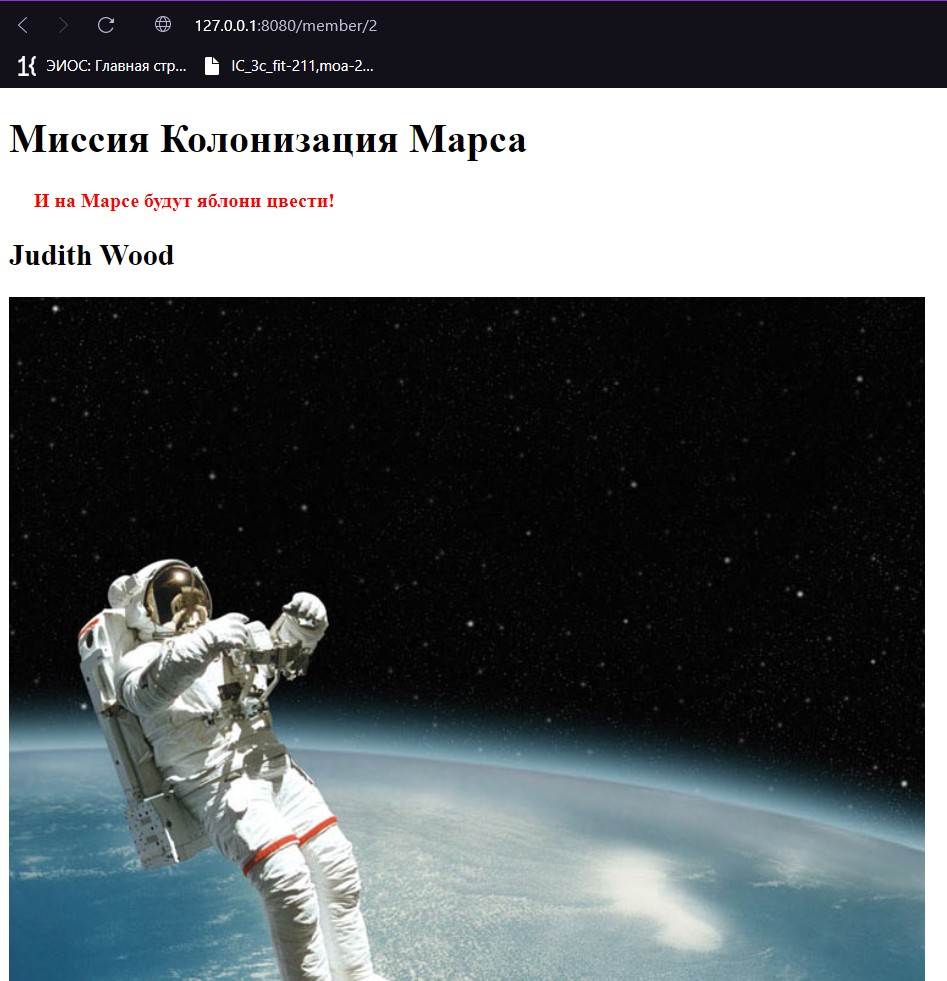 127.0.0.1:8080/member/2
ЭИОС: Главная стр... IC_3c_fit-211,moa-2...
Миссия Колонизация Марса
И на Марсе будут яблони цвести!
Judith Wood